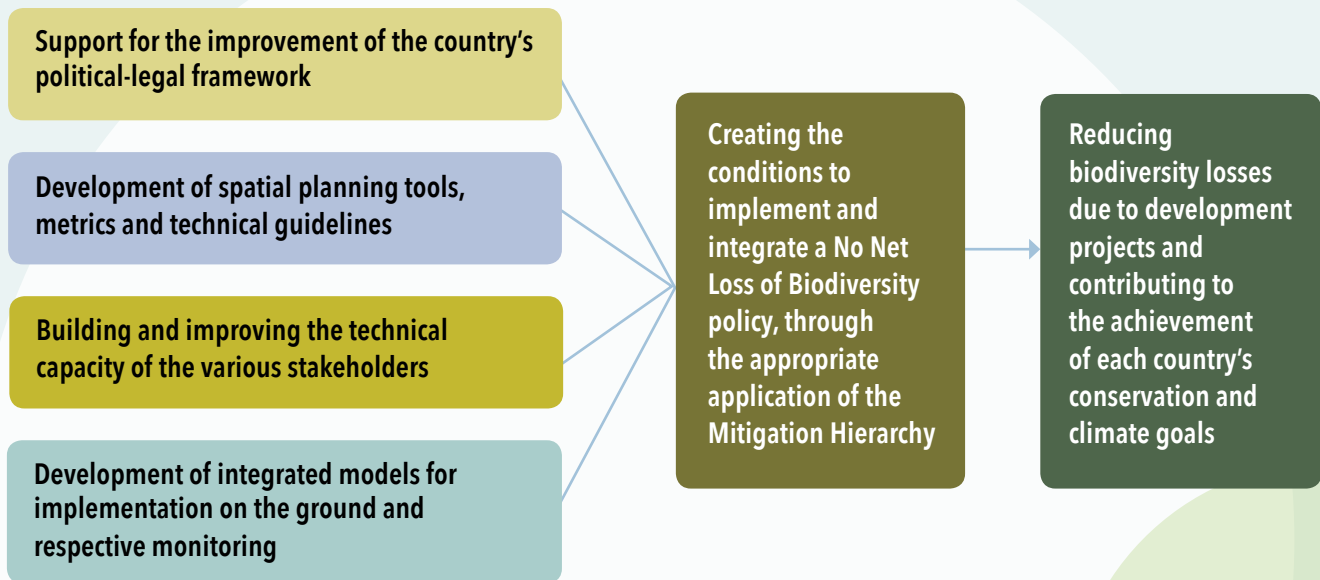 Support for the improvement of the country's
political-legal framework
Development of spatial planning tools,
metrics and technical guidelines
Building and improving the technical
capacity of the various stakeholders
Development of integrated models for
implementation on the ground and
respective monitoring
Creating the
conditions to
implement and
integrate a No Net
Loss of Biodiversity
policy, through
the appropriate
application of the
Mitigation Hierarchy
Reducing
biodiversity losses
due to development
projects and
contributing to
the achievement
of each country's
conservation and
climate goals